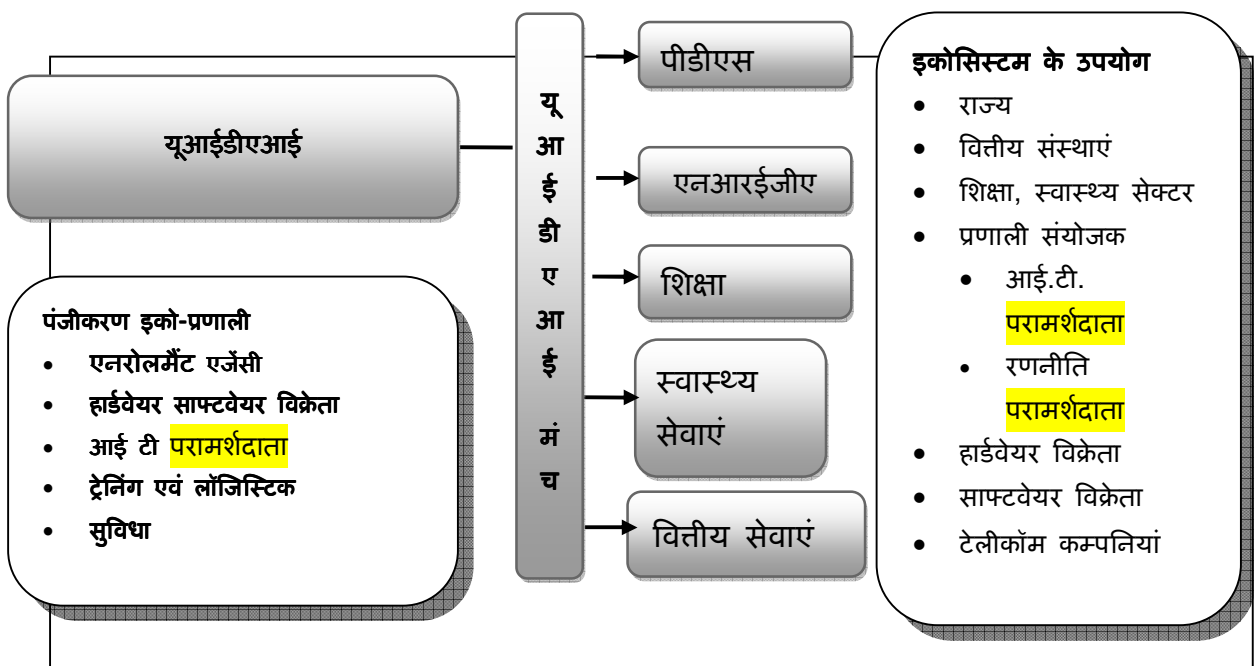 यूआईडीएआई
पंजीकरण इको-प्रणाली
• एनरोलमैंट एजेंसी
• हार्डवेयर साफ्टवेयर विक्रेता
• आई टी परामर्शदाता
• ट्रेनिंग एवं लॉजिस्टिक
• सुविधा
यू
आ
ई
डी
ए
आ
ई
मं
च
पीडीएस
एनआरईजीए
शिक्षा
स्वास्थ्य
सेवाएं
वित्तीय सेवाएं
इकोसिस्टम के उपयोग
• राज्य
• वित्तीय संस्थाएं
• शिक्षा, स्वास्थ्य सेक्टर
• प्रणाली संयोजक
• आई.टी.
परामर्शदाता
• रणनीति
परामर्शदाता
• हार्डवेयर विक्रेता
• साफ्टवेयर विक्रेता
• टेलीकॉम कम्पनियां